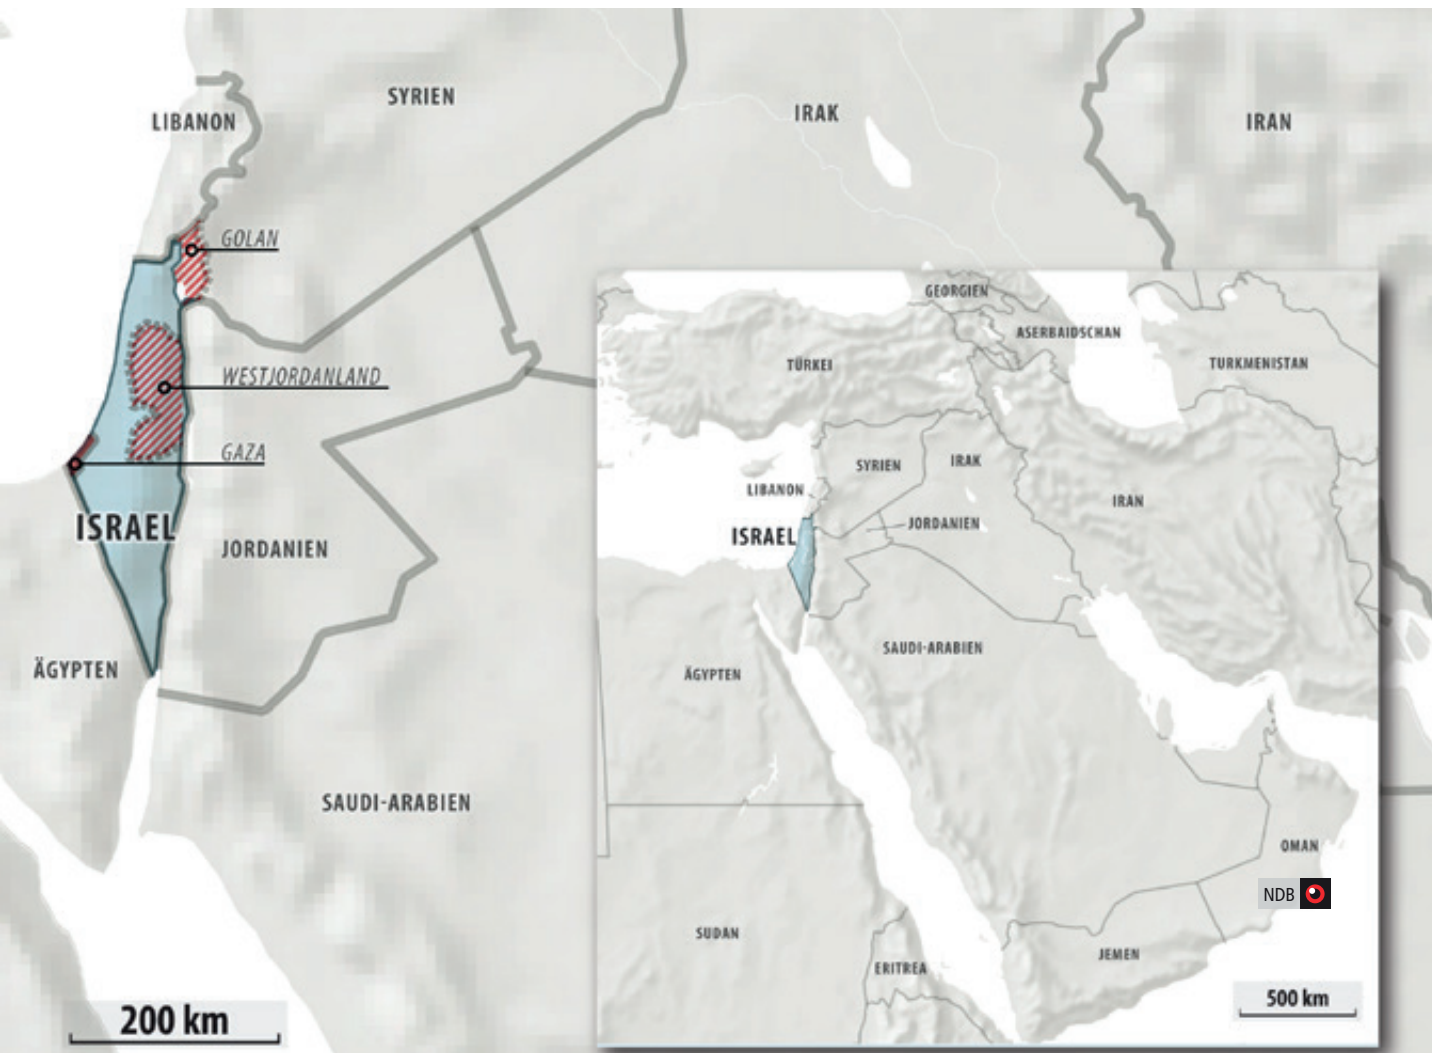 SYRIEN
LIBANON
IRAK
IRAN
GOLAN
WESTJORDANLAND
GAZA
ISRAEL
JORDANIEN
ÄGYPTEN
SAUDI-ARABIEN
200 km
GEORGIEN
ASERBAIDSCHAN
TÜRKEI
TURKMENISTAN
SYRIEN
IRAK
LIBANON
IRAN
JORDANIEN
ISRAEL
SAUDI-ARABIEN
ÄGYPTEN
OMAN
NDB
SUDAN
JEMEN
ERITREA
500 km